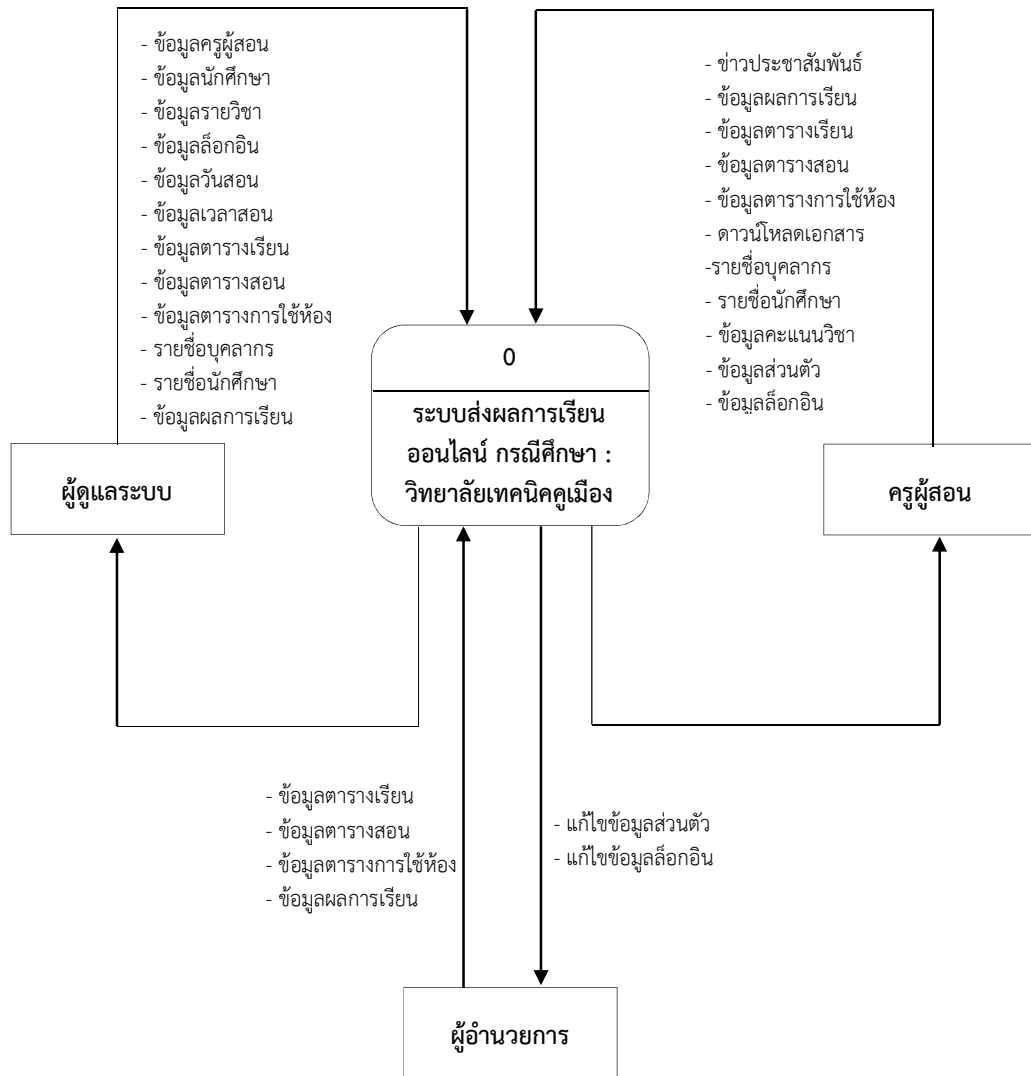 - ข้อมูลครูผู้สอน
- ข้อมูลนักศึกษา
- ข้อมูลรายวิชา
- ข้อมูลล็อกอิน
- ข้อมูลวันสอน
- ข้อมูลเวลาสอน
- ข้อมูลตารางเรียน
- ข้อมูลตารางสอน
- ข้อมูลตารางการใช้ห้อง
- รายชื่อบุคลากร
- รายชื่อนักศึกษา
- ข้อมูลผลการเรียน
- ข่าวประชาสัมพันธ์
- ข้อมูลผลการเรียน
- ข้อมูลตารางเรียน
- ข้อมูลตารางสอน
- ข้อมูลตารางการใช้ห้อง
- ดาวน์โหลดเอกสาร
-รายชื่อบุคลากร
- รายชื่อนักศึกษา
- ข้อมูลคะแนนวิชา
- ข้อมูลส่วนตัว
- ข้อมูลล็อกอิน
0
ระบบส่งผลการเรียน
ออนไลน์ กรณีศึกษา :
วิทยาลัยเทคนิคคูเมือง
ผู้ดูแลระบบ
ครูผู้สอน
- ข้อมูลตารางเรียน
- ข้อมูลตารางสอน
- ข้อมูลตารางการใช้ห้อง
- ข้อมูลผลการเรียน
- แก้ไขข้อมูลส่วนตัว
- แก้ไขข้อมูลล็อกอิน
ผู้อำนวยการ